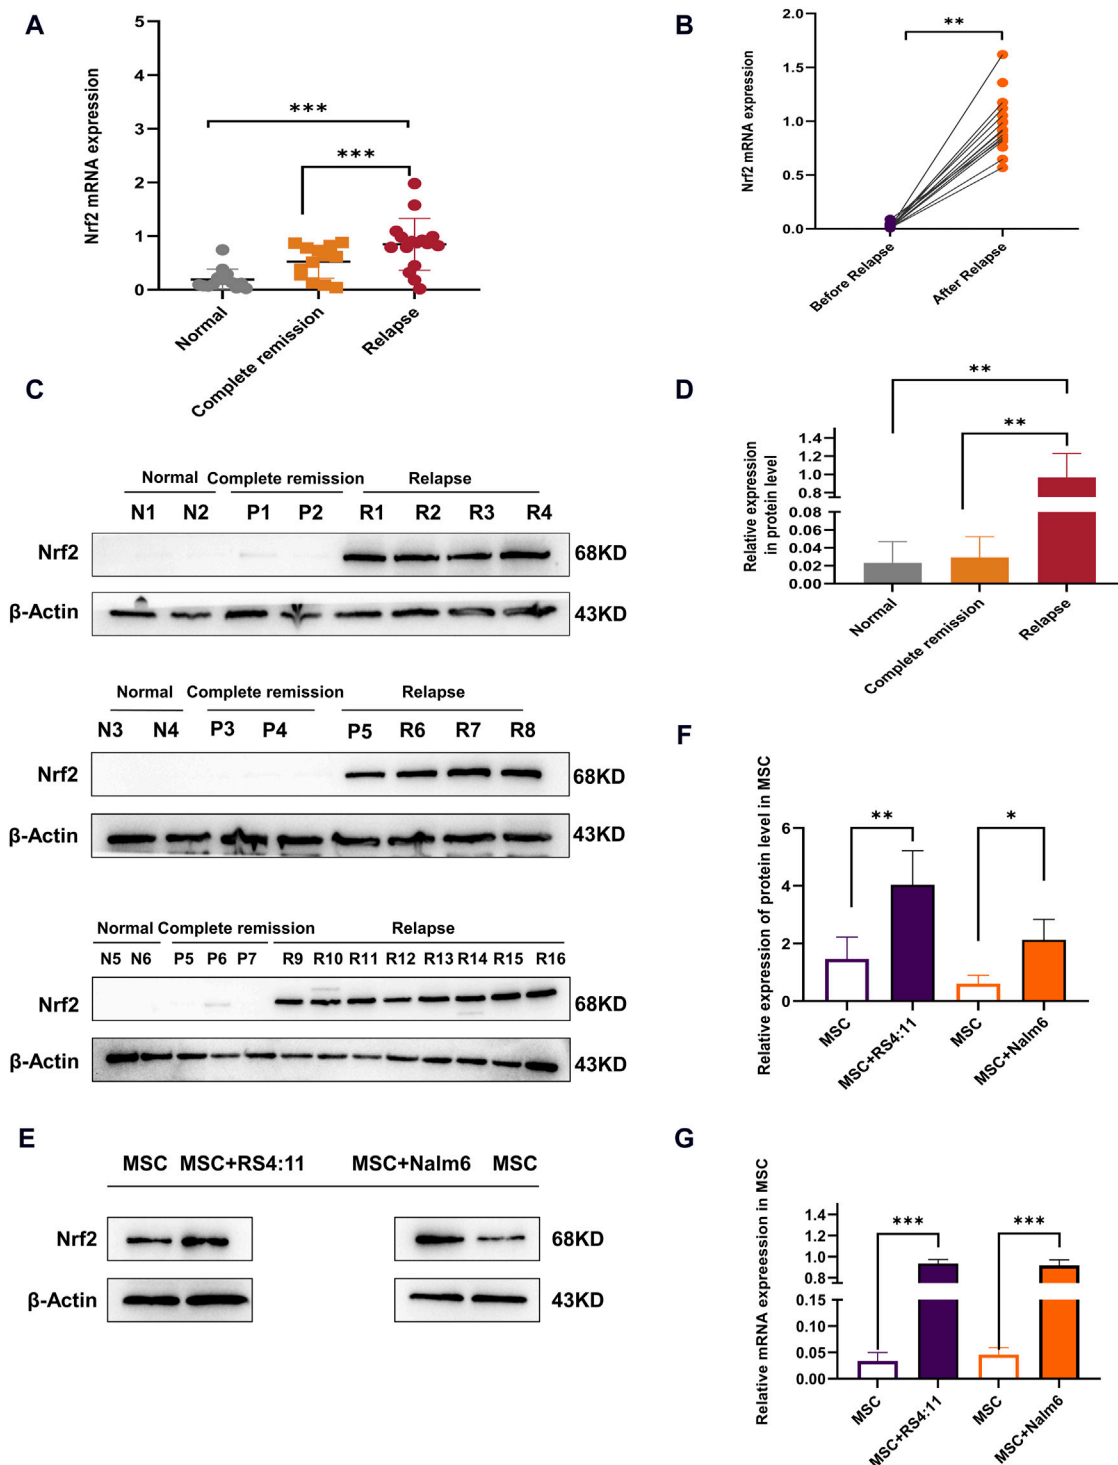 A
Nrf2 mRNA expression
5
4
3
2
1
0
***
***
Normal
Complete remission
Relapse
B
Nrf2 mRNA expression
2.0
1.5
1.0
0.5
0.0
**
Before Relapse
After Relapse
C
Normal Complete remission Relapse
N1 N2 P1 P2 R1 R2 R3 R4
Nrf2 68KD
β-Actin 43KD
Normal Complete remission Relapse
N3 N4 P3 P4 P5 R6 R7 R8
Nrf2 68KD
β-Actin 43KD
Normal Complete remission Relapse
N5 N6 P5 P6 P7 R9 R10 R11 R12 R13 R14 R15 R16
Nrf2 68KD
β-Actin 43KD
D
Relative expression
in protein level
1.4
1.2
1.0
0.8
0.08
0.06
0.04
0.02
0.00
**
**
Normal
Complete remission
Relapse
E
MSC MSC+RS4:11 MSC+Nalm6 MSC
Nrf2 68KD
β-Actin 43KD
F
Relative expression of protein level in MSC
6
4
2
0
**
*
MSC
MSC+RS4:11
MSC
MSC+Nalm6
G
Relative mRNA expreession in MSC
1.4
1.2
1.0
0.8
0.15
0.10
0.05
0.00
***
***
MSC
MSC+RS4:11
MSC
MSC+Nalm6